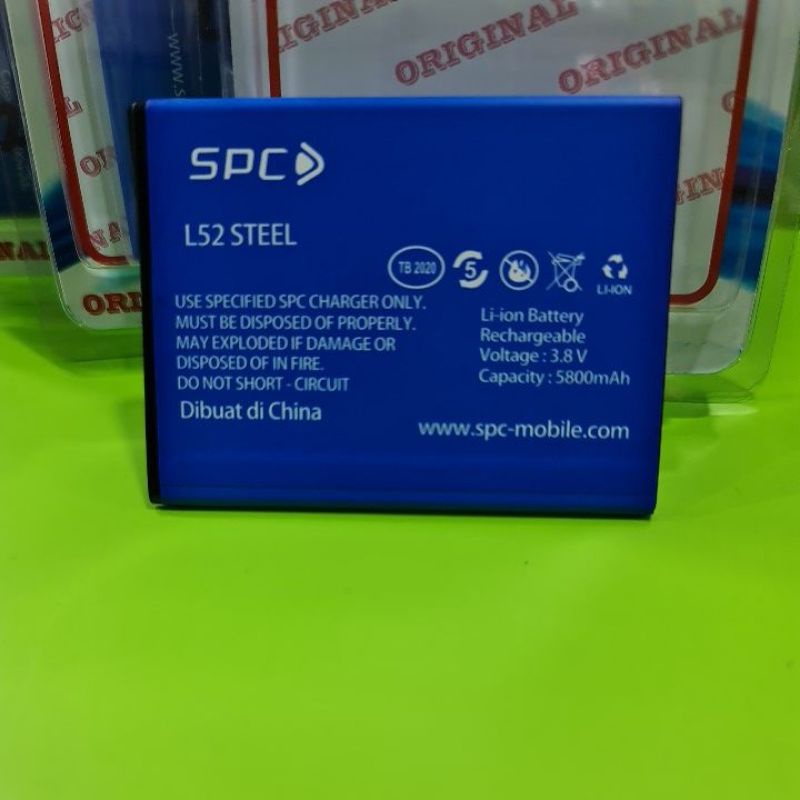 IGINAL
ORIGINAL
ORIGINAL
SPC
L52 STEEL
TB 2020
5
LI-ION
USE SPECIFIED SPC CHARGER ONLY.
MUST BE DISPOSED OF PROPERLY.
MAY EXPLODED IF DAMAGE OR
DISPOSED OF IN FIRE.
DO NOT SHORT - CIRCUIT
Dibuat di China
Li-ion Battery
Rechargeable
Voltage : 3.8 V
Capacity : 5800mAh
www.spc-mobile.com